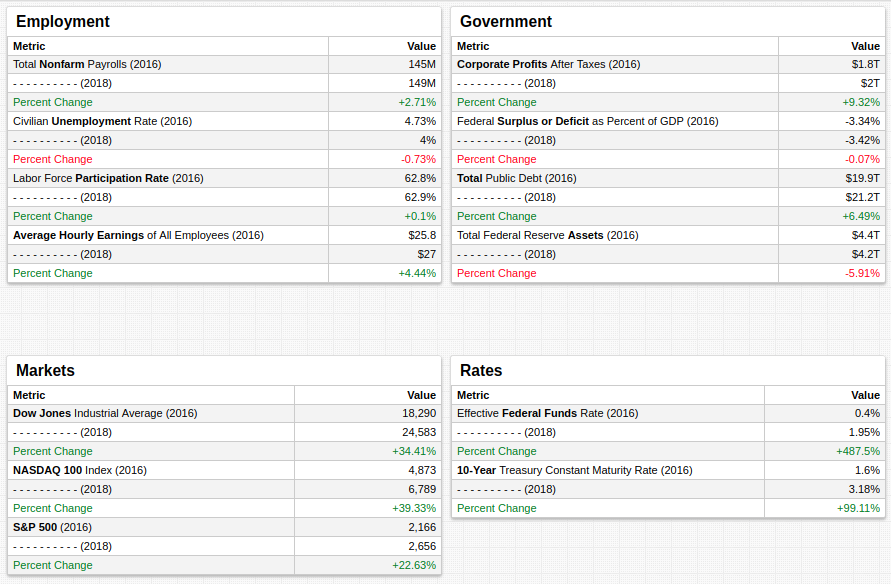 Employment
Metric Value
Total Nonfarm Payrolls (2016) 145M
- - - - - - - - - - (2018) 149M
Percent Change +2.71%
Civilian Unemployment Rate (2016) 4.73%
- - - - - - - - - - (2018) 4%
Percent Change -0.73%
Labor Force Participation Rate (2016) 62.8%
- - - - - - - - - - (2018) 62.9%
Percent Change +0.1%
Average Hourly Earnings of All Employees (2016) $25.8
- - - - - - - - - - (2018) $27
Percent Change +4.44%
Government
Metric Value
Corporate Profits After Taxes (2016) $1.8T
- - - - - - - - - - (2018) $2T
Percent Change +9.32%
Federal Surplus or Deficit as Percent of GDP (2016) -3.34%
- - - - - - - - - - (2018) -3.42%
Percent Change -0.07%
Total Public Debt (2016) $19.9T
- - - - - - - - - - (2018) $21.2T
Percent Change +6.49%
Total Federal Reserve Assets (2016) $4.4T
- - - - - - - - - - (2018) $4.2T
Percent Change -5.91%
Markets
Metric Value
Dow Jones Industrial Average (2016) 18,290
- - - - - - - - - - (2018) 24,583
Percent Change +34.41%
NASDAQ 100 Index (2016) 4,873
- - - - - - - - - - (2018) 6,789
Percent Change +39.33%
S&P 500 (2016) 2,166
- - - - - - - - - - (2018) 2,656
Percent Change +22.63%
Rates
Metric Value
Effective Federal Funds Rate (2016) 0.4%
- - - - - - - - - - (2018) 1.95%
Percent Change +487.5%
10-Year Treasury Constant Maturity Rate (2016) 1.6%
- - - - - - - - - - (2018) 3.18%
Percent Change +99.11%